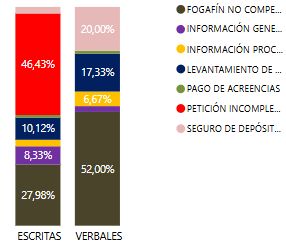 46,43%
10,12%
8,33%
27,98%
ESCRITAS
20,00%
17,33%
6,67%
52,00%
VERBALES
FOGAFÍN NO COMPE...
INFORMACIÓN GENE...
INFORMACIÓN PROC...
LEVANTAMIENTO DE ...
PAGO DE ACREENCIAS
PETICIÓN INCOMPLE...
SEGURO DE DEPÓSIT...